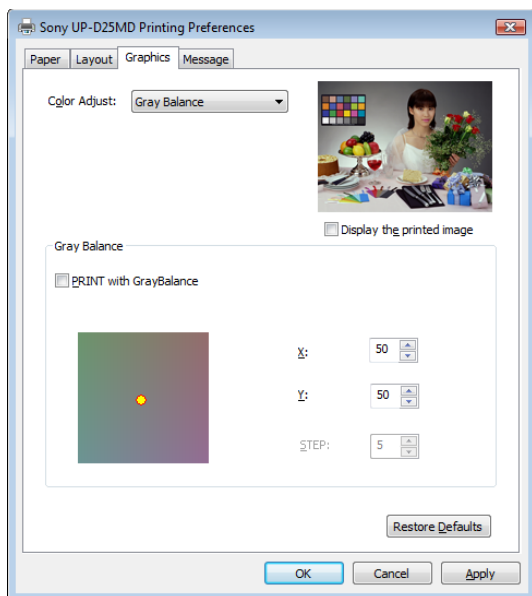 Sony UP-D25MD Printing Preferences
Paper Layout Graphics Message
Color Adjust: Gray Balance
Display the printed image
Gray Balance
PRINT with GrayBalance
X: 50
Y: 50
STEP: 5
Restore Defaults
OK Cancel Apply